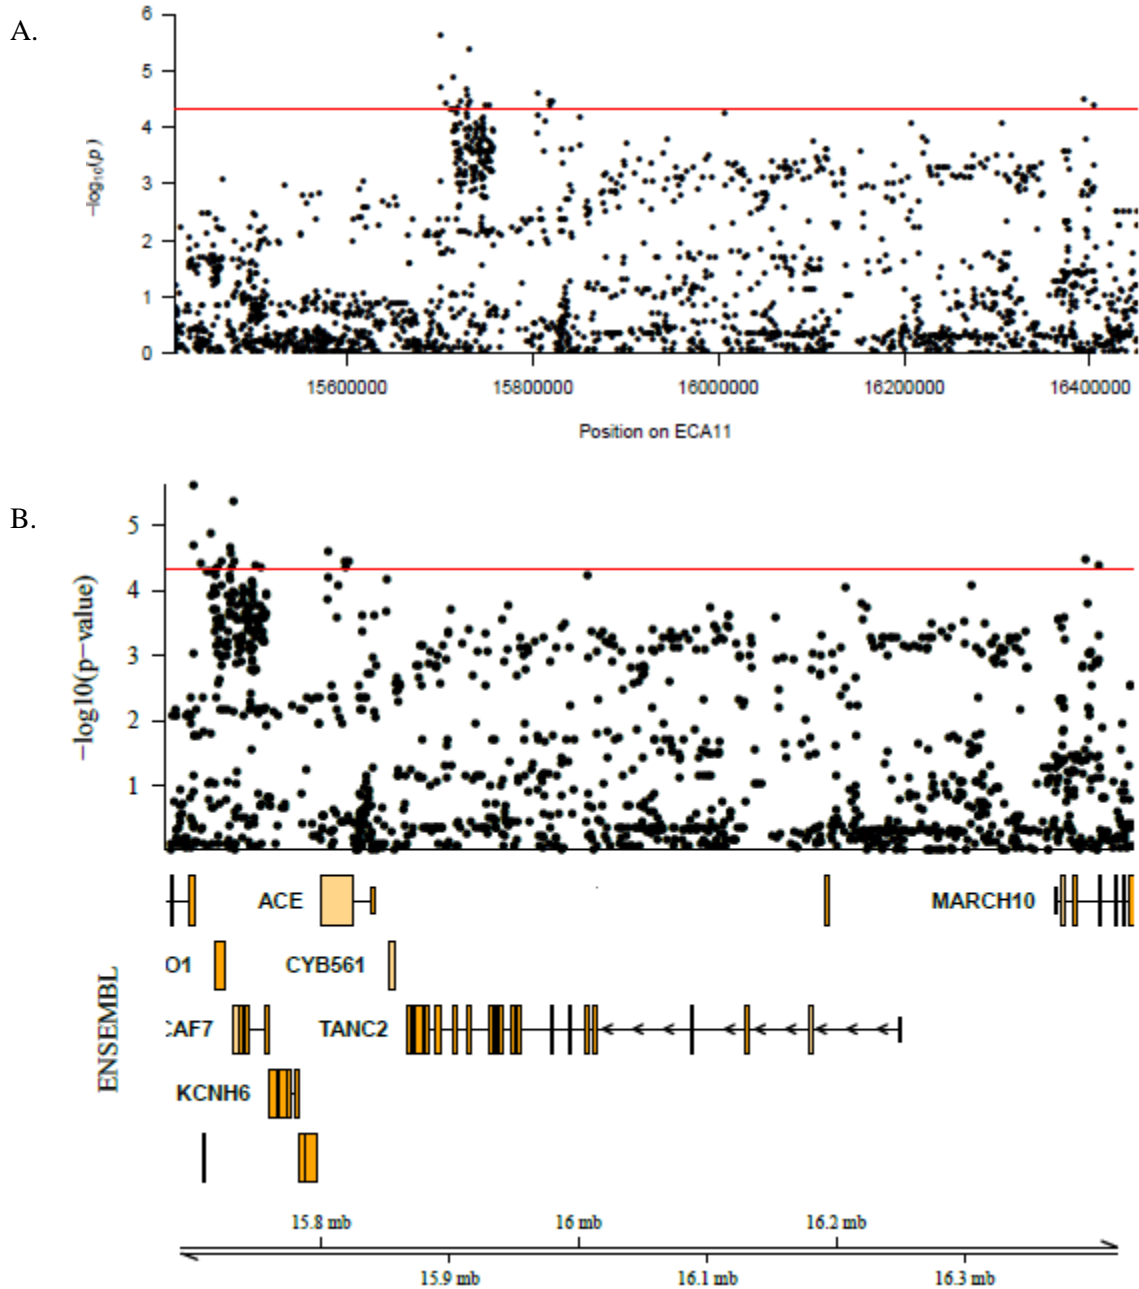 A.
6
5
4
3
2
1
0
−log10(p)
15600000 15800000 16000000 16200000 16400000
Position on ECA11
B.
5
4
3
2
1
−log10(p−value)
ACE MARCH10
O1 CYB561
CAF7 TANC2
KCNH6
ENSEMBL
15.8 mb 16 mb 16.2 mb
15.9 mb 16.1 mb 16.3 mb